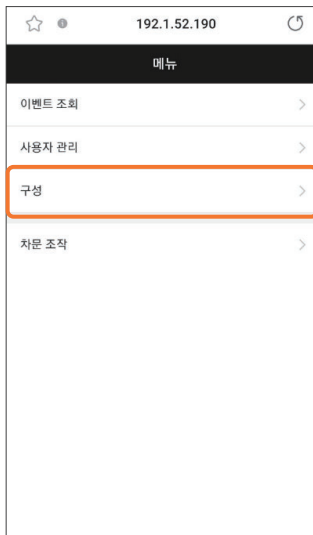 192.1.52.190
메뉴
이벤트 조회
사용자 관리
구성
차문 조작